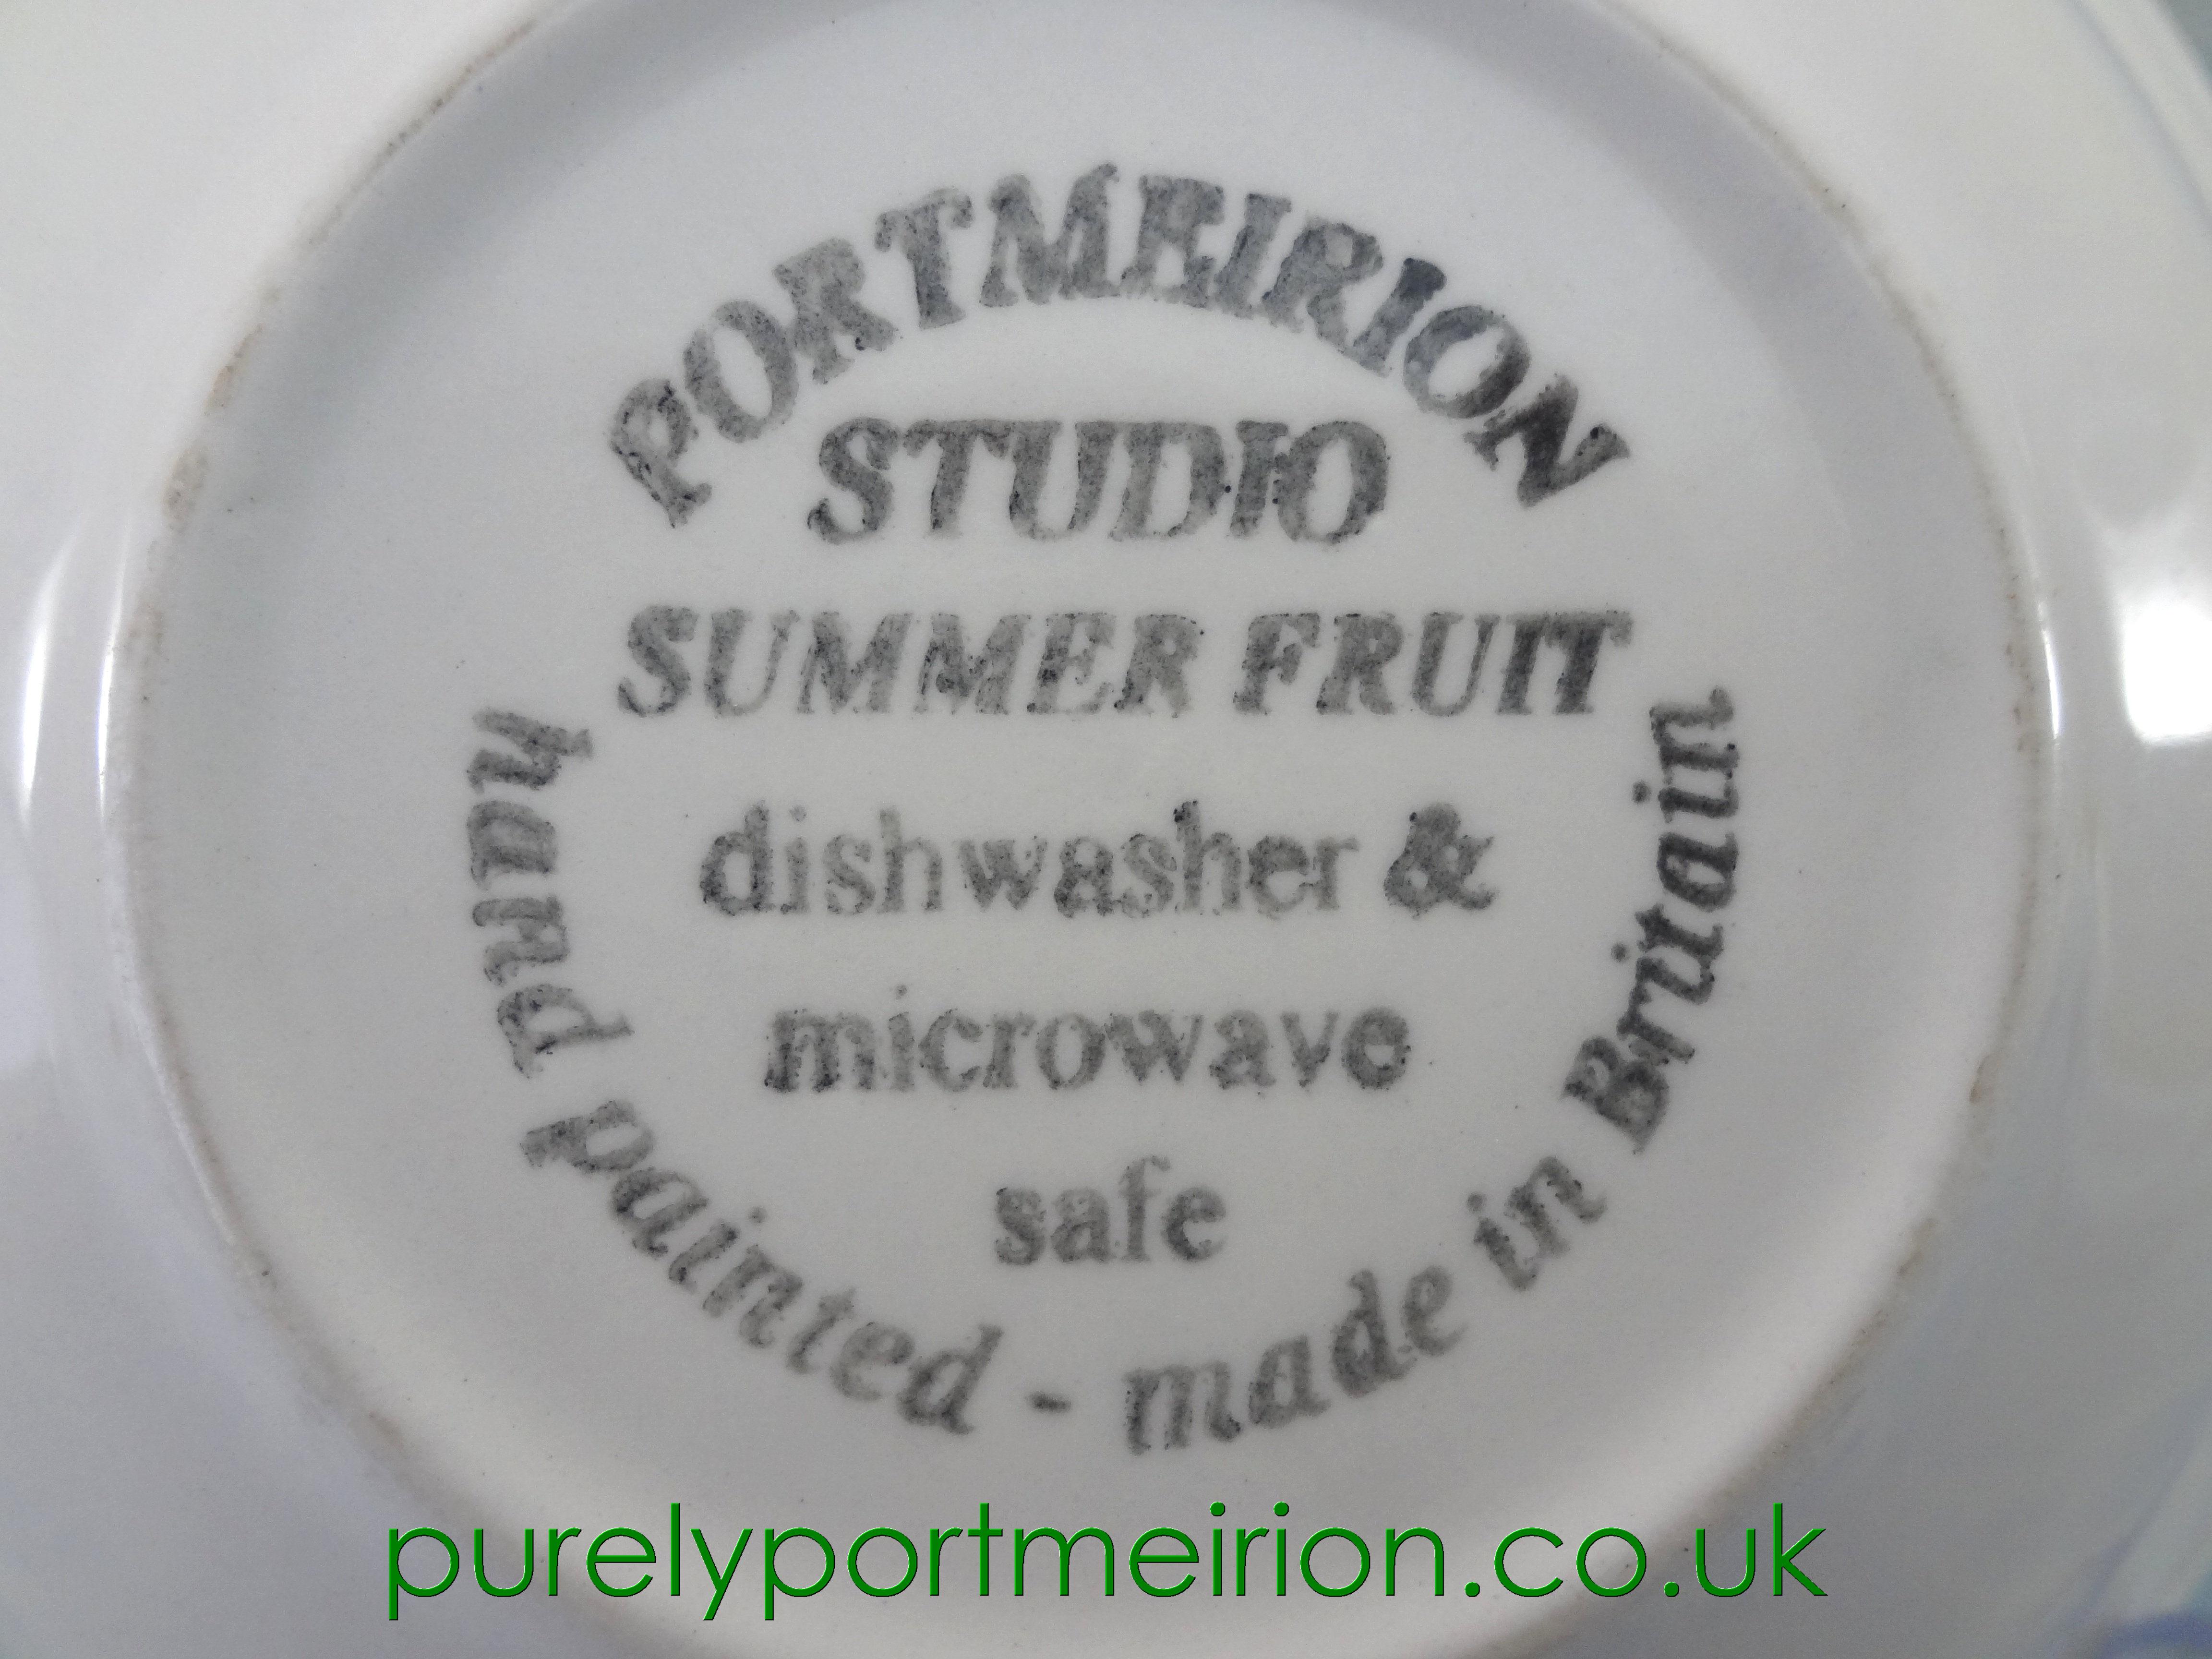 PORTMEIRION
STUDIO
SUMMER FRUIT
dishwasher &
microwave
safe
hand painted - made in Britain
purelyportmeirion.co.uk